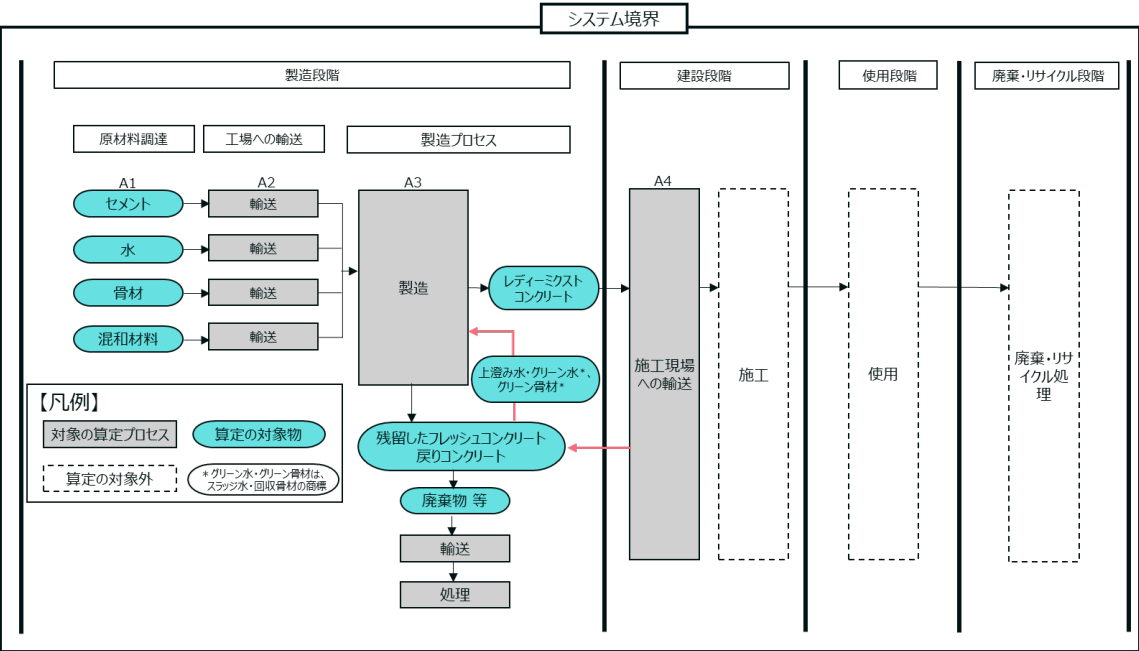 システム境界
製造段階
建設段階
使用段階
廃棄・リサイクル段階
原材料調達
工場への輸送
製造プロセス
A1
A2
A3
A4
セメント
輸送
水
輸送
骨材
輸送
混和材料
輸送
製造
レディーミクスト
コンクリート
上澄み水・グリーン水*、
グリーン骨材*
残留したフレッシュコンクリート
戻りコンクリート
廃棄物 等
輸送
処理
施工現場
への輸送
施工
使用
廃棄・リサ
イクル処
理
【凡例】
対象の算定プロセス
算定の対象物
算定の対象外
*グリーン水・グリーン骨材は、
スラッジ水・回収骨材の商標